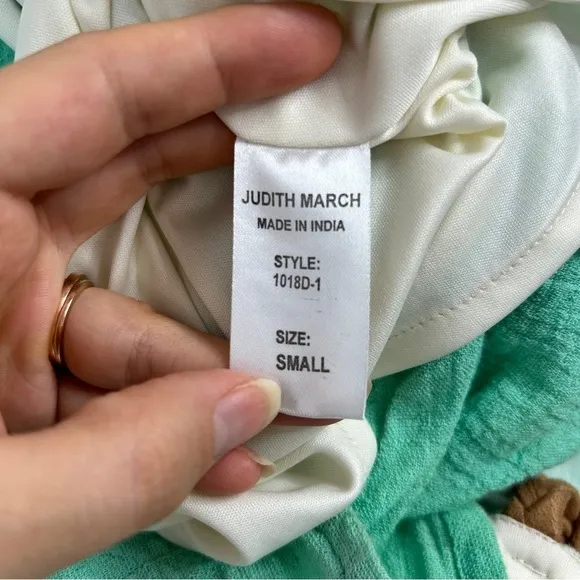 JUDITH MARCH
MADE IN INDIA
STYLE:
1018D-1
SIZE:
SMALL